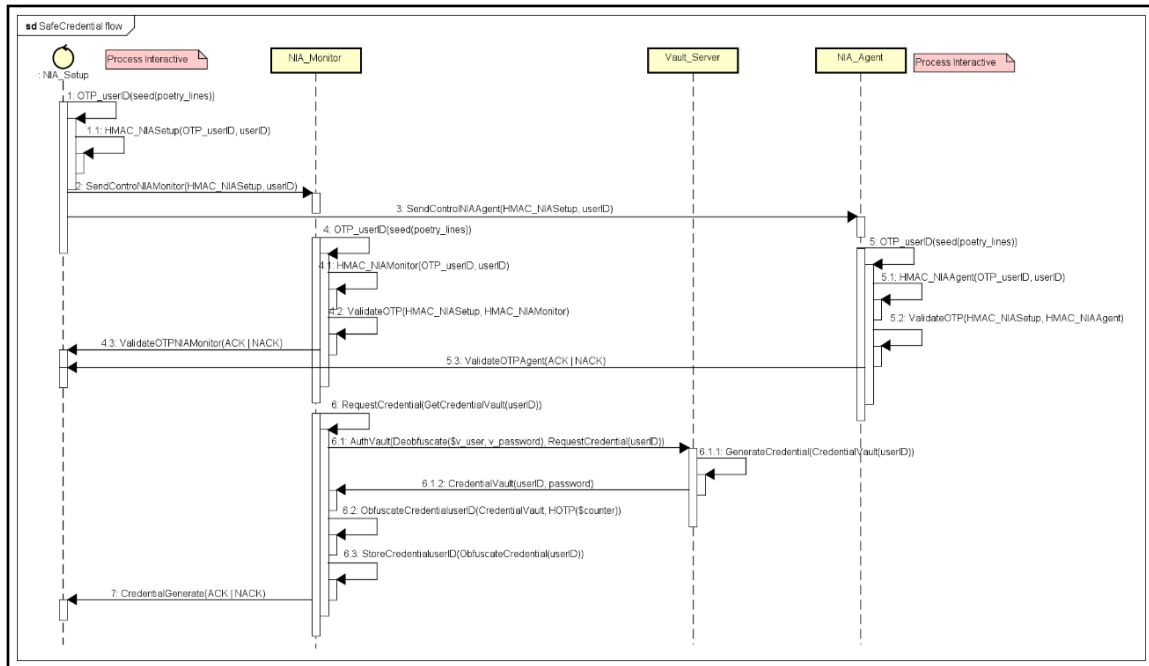 sd SafeCredential flow
Process Interactive
NIA_Monitor
Vault_Server
NIA_Agent
Process Interactive
: NIA_Setup
1: OTP_userID(seed(poetry_lines))
1.1: HMAC_NIASetup(OTP_userID, userID)
2: SendControNIAMonitor(HMAC_NIASetup, userID)
3: SendControlNIAAgent(HMAC_NIASetup, userID)
4: OTP_userID(seed(poetry_lines))
5: OTP_userID(seed(poetry_lines))
4.1: HMAC_NIAMonitor(OTP_userID, userID)
5.1: HMAC_NIAAgent(OTP_userID, userID)
4.2: ValidateOTP(HMAC_NIASetup, HMAC_NIAMonitor)
5.2: ValidateOTP(HMAC_NIASetup, HMAC_NIAAgent)
4.3: ValidateOTPNIAMonitor(ACK | NACK)
5.3: ValidateOTPAgent(ACK | NACK)
6: RequestCredential(GetCredentialVault(userID))
6.1: AuthVault(Deobfuscate($v_user, v_password), RequestCredential(userID))
6.1.1: GenerateCredential(CredentialVault(userID))
6.1.2: CredentialVault(userID, password)
6.2: ObfuscateCredentialuserID(CredentialVault, HOTP($counter))
6.3: StoreCredentialuserID(ObfuscateCredential(userID))
7: CredentialGenerate(ACK | NACK)